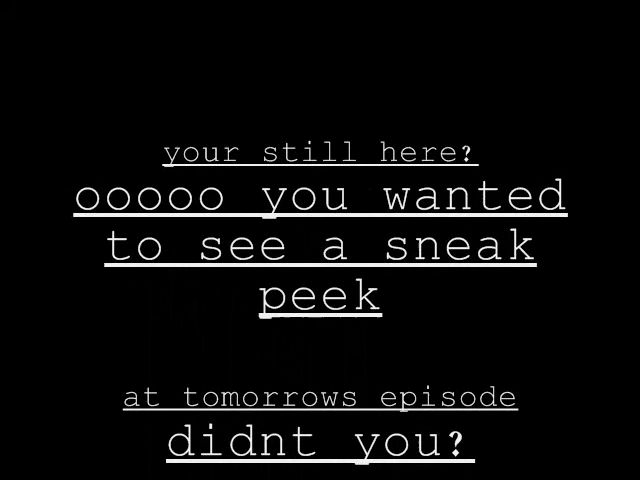 your still here?
ooooo you wanted
to see a sneak
peek
at tomorrows episode
didnt you?